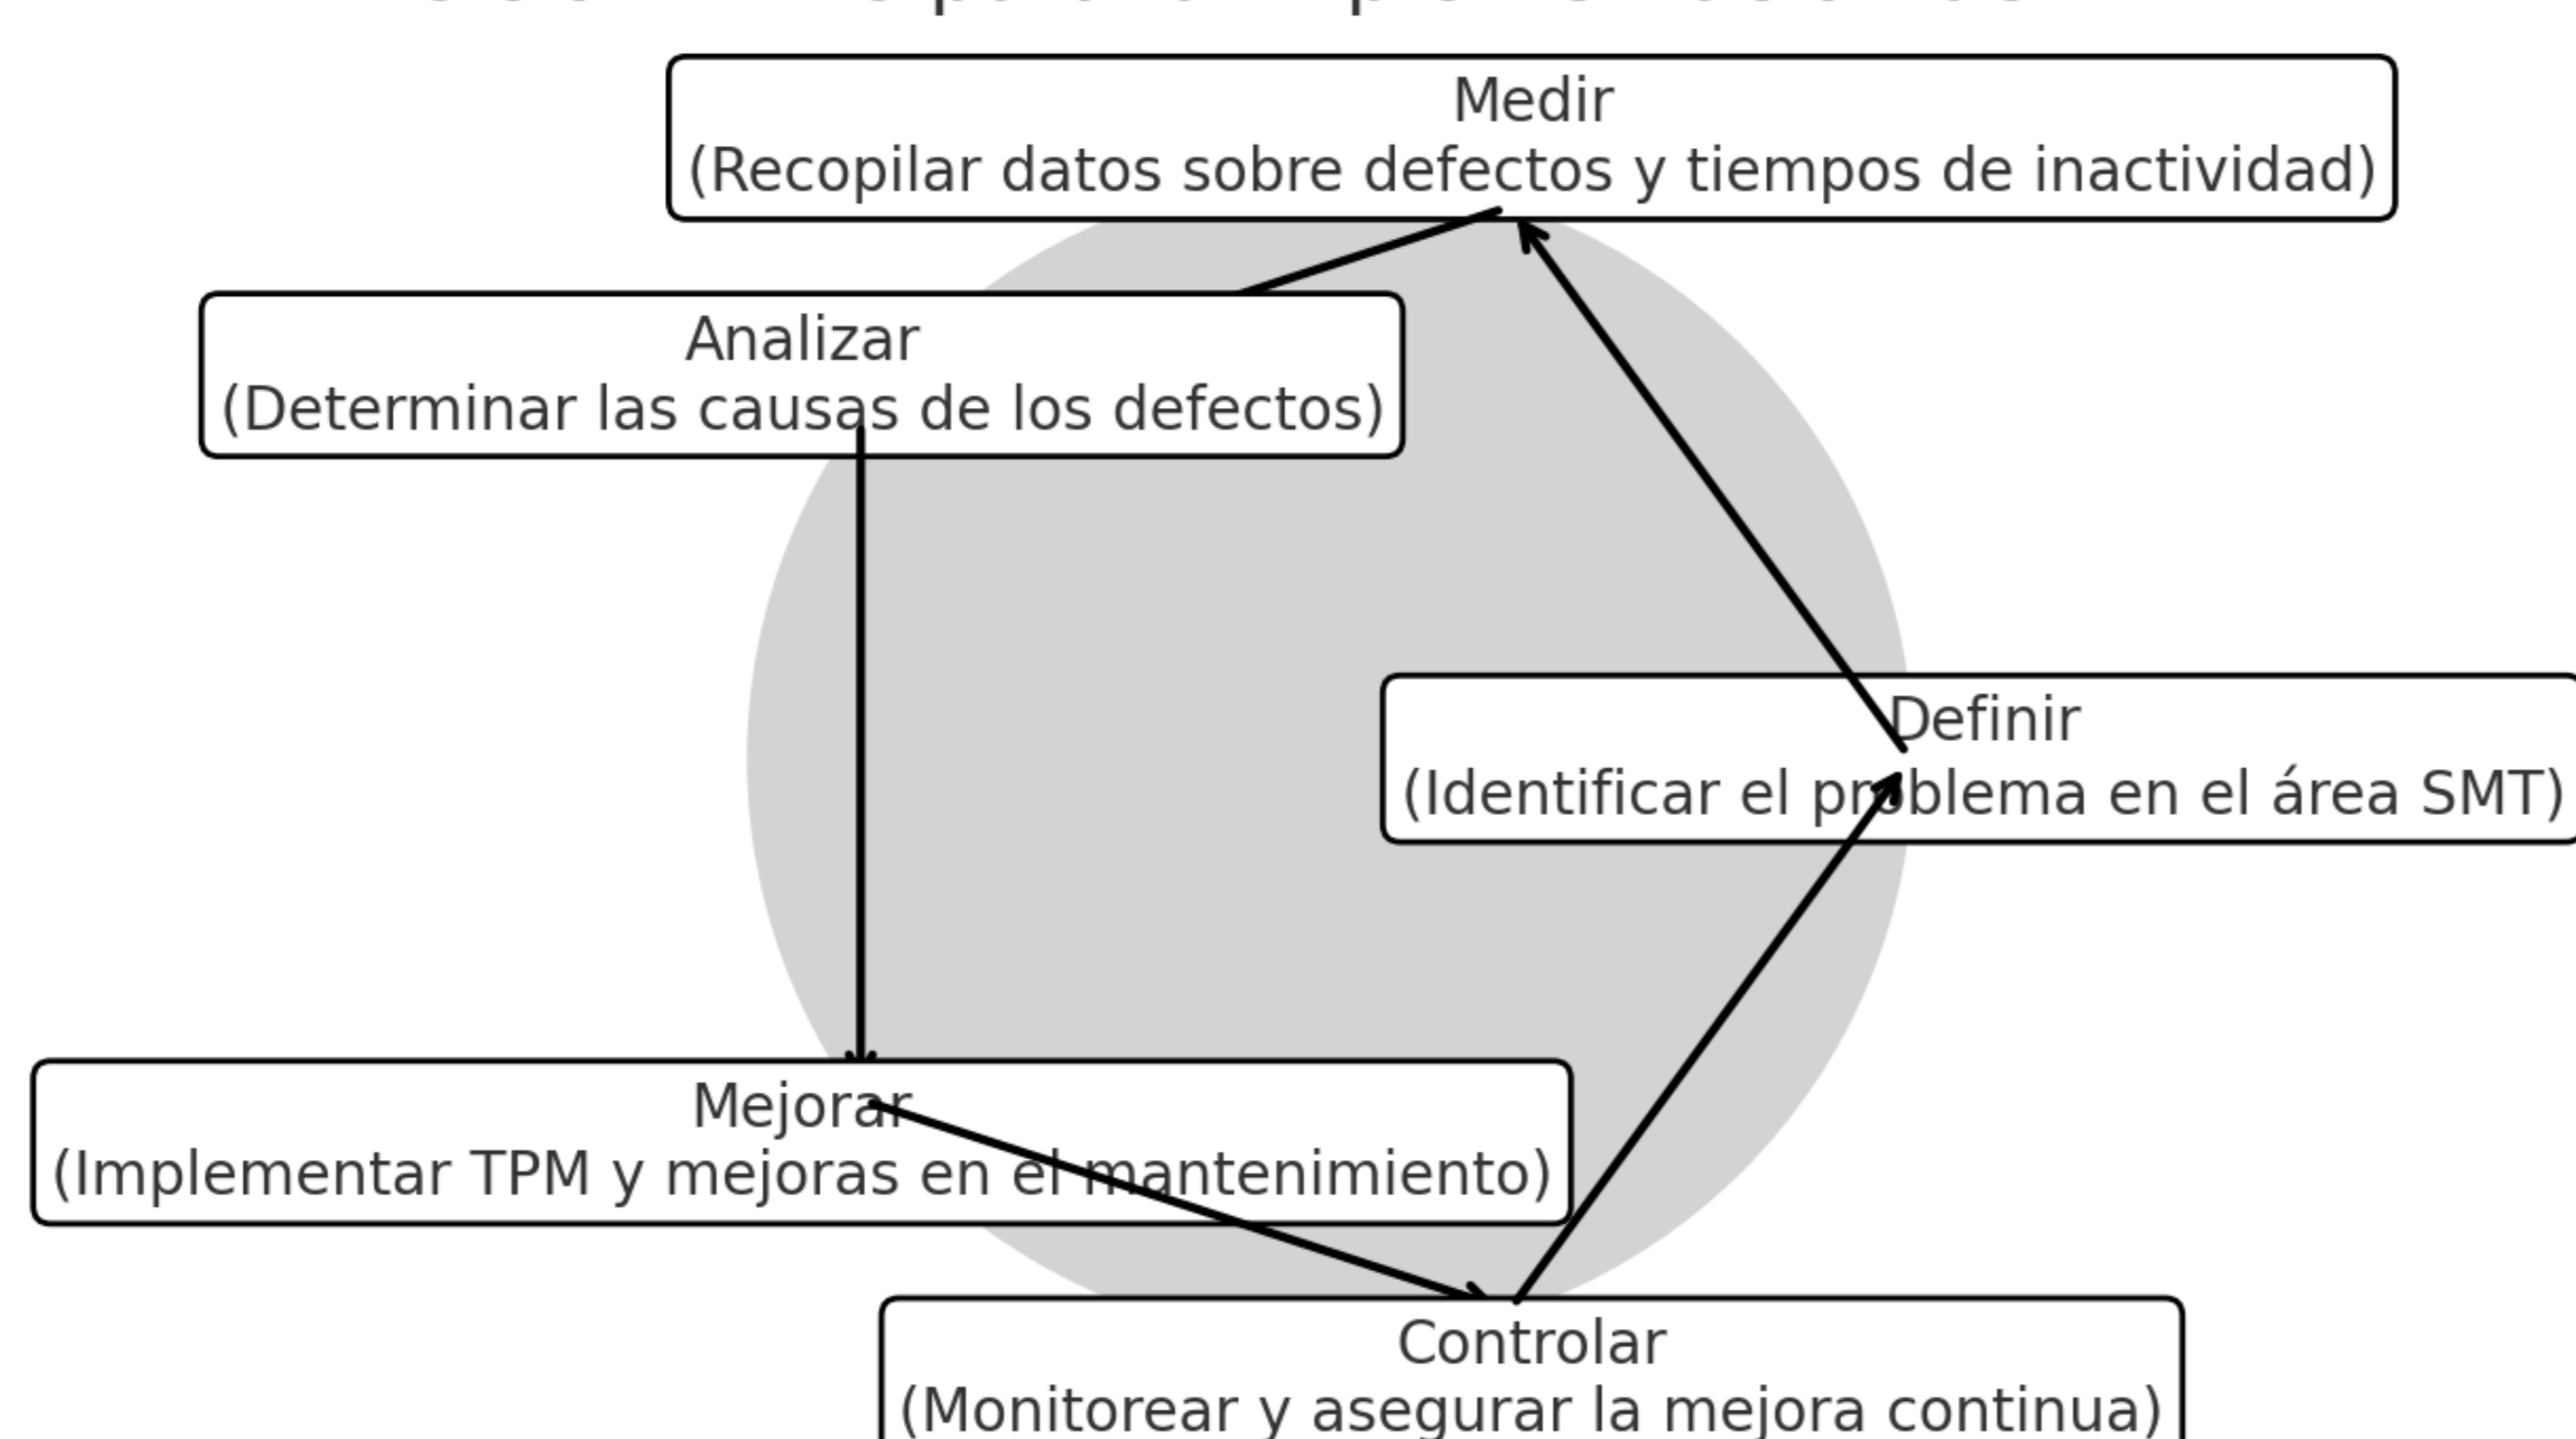 Medir
(Recopilar datos sobre defectos y tiempos de inactividad)
Analizar
(Determinar las causas de los defectos)
Definir
(Identificar el problema en el área SMT)
Mejorar
(Implementar TPM y mejoras en el mantenimiento)
Controlar
(Monitorear y asegurar la mejora continua)